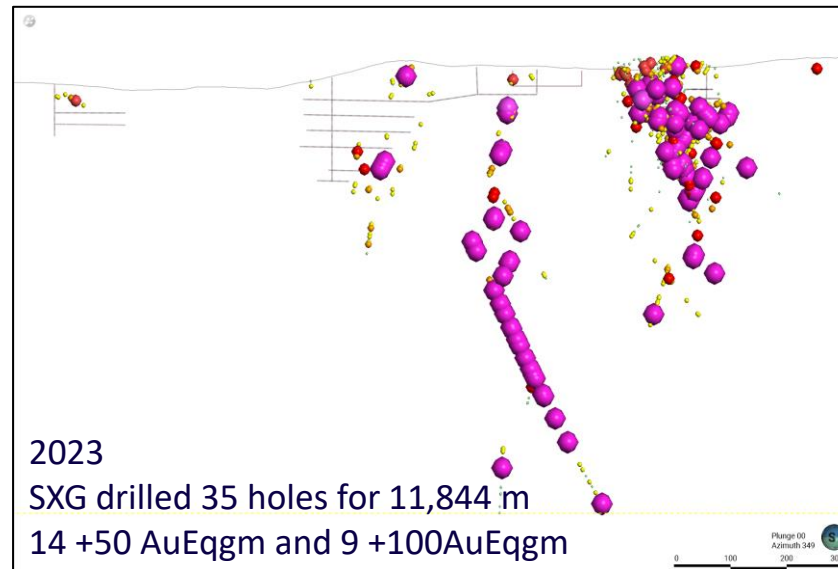 2023
SXG drilled 35 holes for 11,844 m
14 +50 AuEqgm and 9 +100AuEqgm
Plunge 00
Azimuth 349
S
0 100 200 30